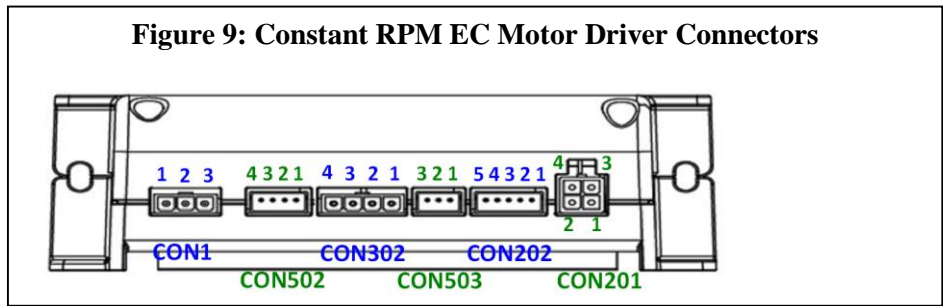 Figure 9: Constant RPM EC Motor Driver Connectors
1 2 3 4 3 2 1 4 3 2 1 3 2 1 5 4 3 2 1 4 3
2 1
CON1 CON302 CON202
CON502 CON503 CON201